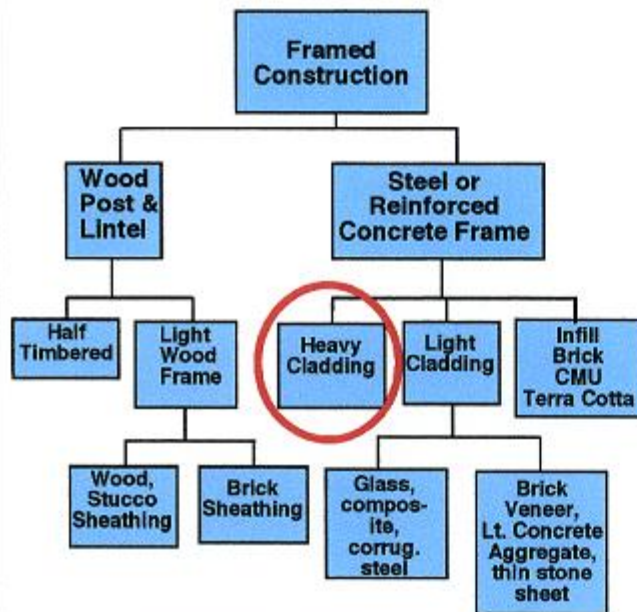 Framed
Construction
Wood
Post &
Lintel
Steel or
Reinforced
Concrete Frame
Half
Timbered
Light
Wood
Frame
Heavy
Cladding
Light
Cladding
Infill
Brick
CMU
Terra Cotta
Wood,
Stucco
Sheathing
Brick
Sheathing
Glass,
compos-
ite,
corrug.
steel
Brick
Veneer,
Lt. Concrete
Aggregate,
thin stone
sheet